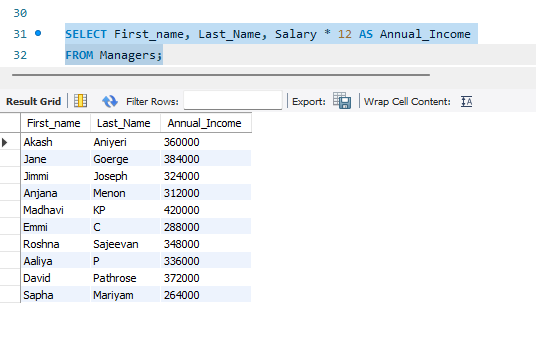 30
31 SELECT First_name, Last_Name, Salary * 12 AS Annual_Income
32 FROM Managers;
Result Grid Filter Rows: Export: Wrap Cell Content: IA
First_name Last_Name Annual_Income
Akash Aniyeri 360000
Jane Goerge 384000
Jimmi Joseph 324000
Anjana Menon 312000
Madhavi KP 420000
Emmi C 288000
Roshna Sajeevan 348000
Aaliya P 336000
David Pathrose 372000
Sapha Mariyam 264000